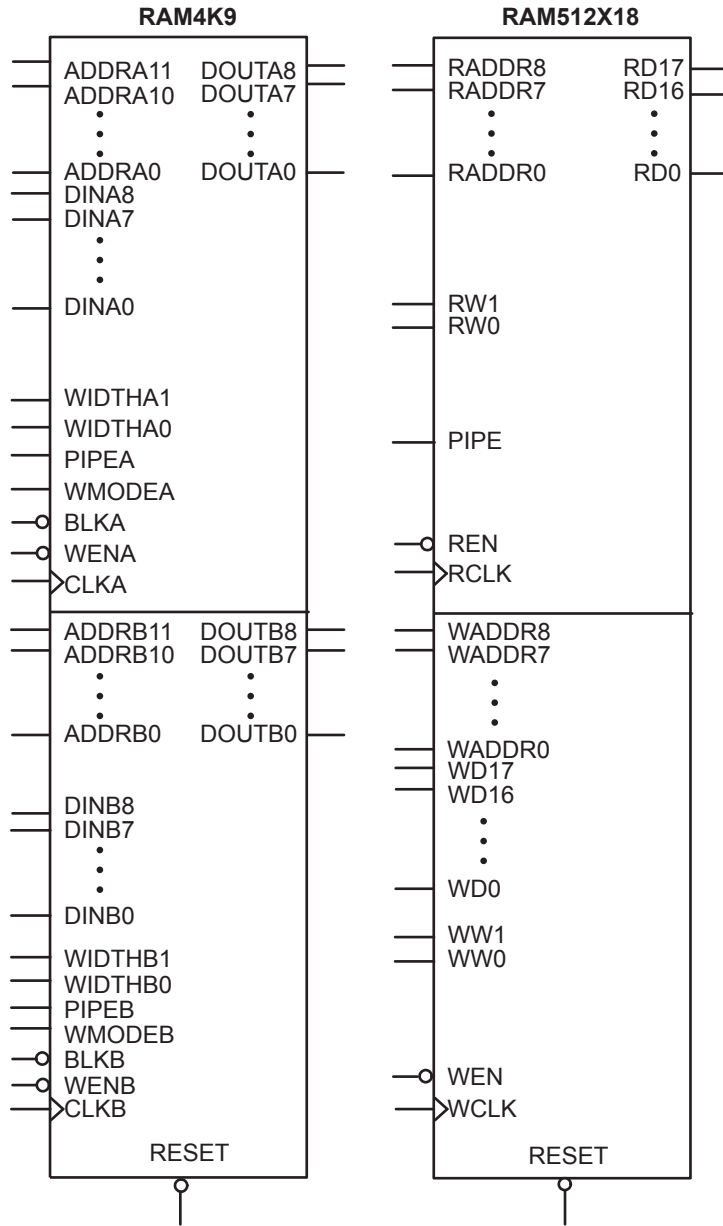 RAM4K9
ADDRA11 DOUTA8
ADDRA10 DOUTA7
ADDRA0 DOUTA0
DINA8
DINA7
DINA0
WIDTHA1
WIDTHA0
PIPEA
WMODEA
BLKA
WENA
CLKA
ADDRB11 DOUTB8
ADDRB10 DOUTB7
ADDRB0 DOUTB0
DINB8
DINB7
DINB0
WIDTHB1
WIDTHB0
PIPEB
WMODEB
BLKB
WENB
CLKB
RESET
RAM512X18
RADDR8 RD17
RADDR7 RD16
RADDR0 RD0
RW1
RW0
PIPE
REN
RCLK
WADDR8
WADDR7
WADDR0
WD17
WD16
WD0
WW1
WW0
WEN
WCLK
RESET